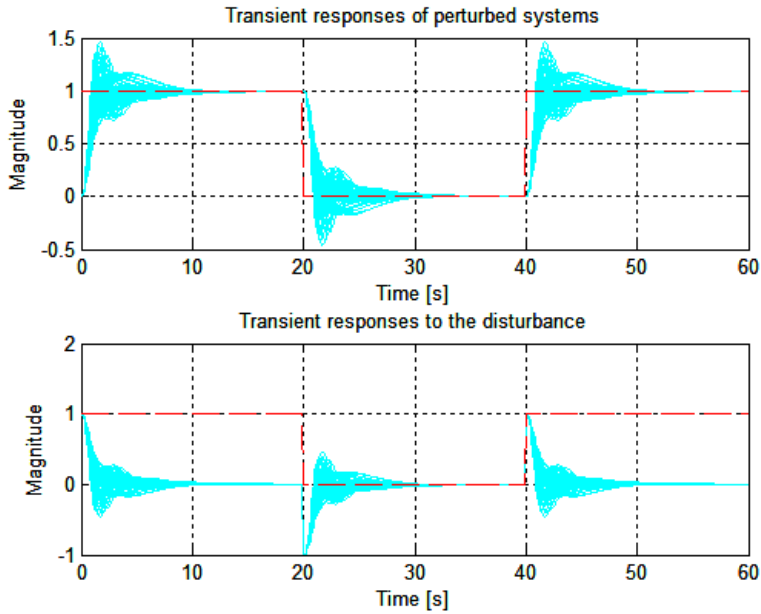 Transient responses of perturbed systems
1.5
1
0.5
0
-0.5
Magnitude
0 10 20 30 40 50 60
Time [s]
Transient responses to the disturbance
2
1
0
-1
Magnitude
0 10 20 30 40 50 60
Time [s]